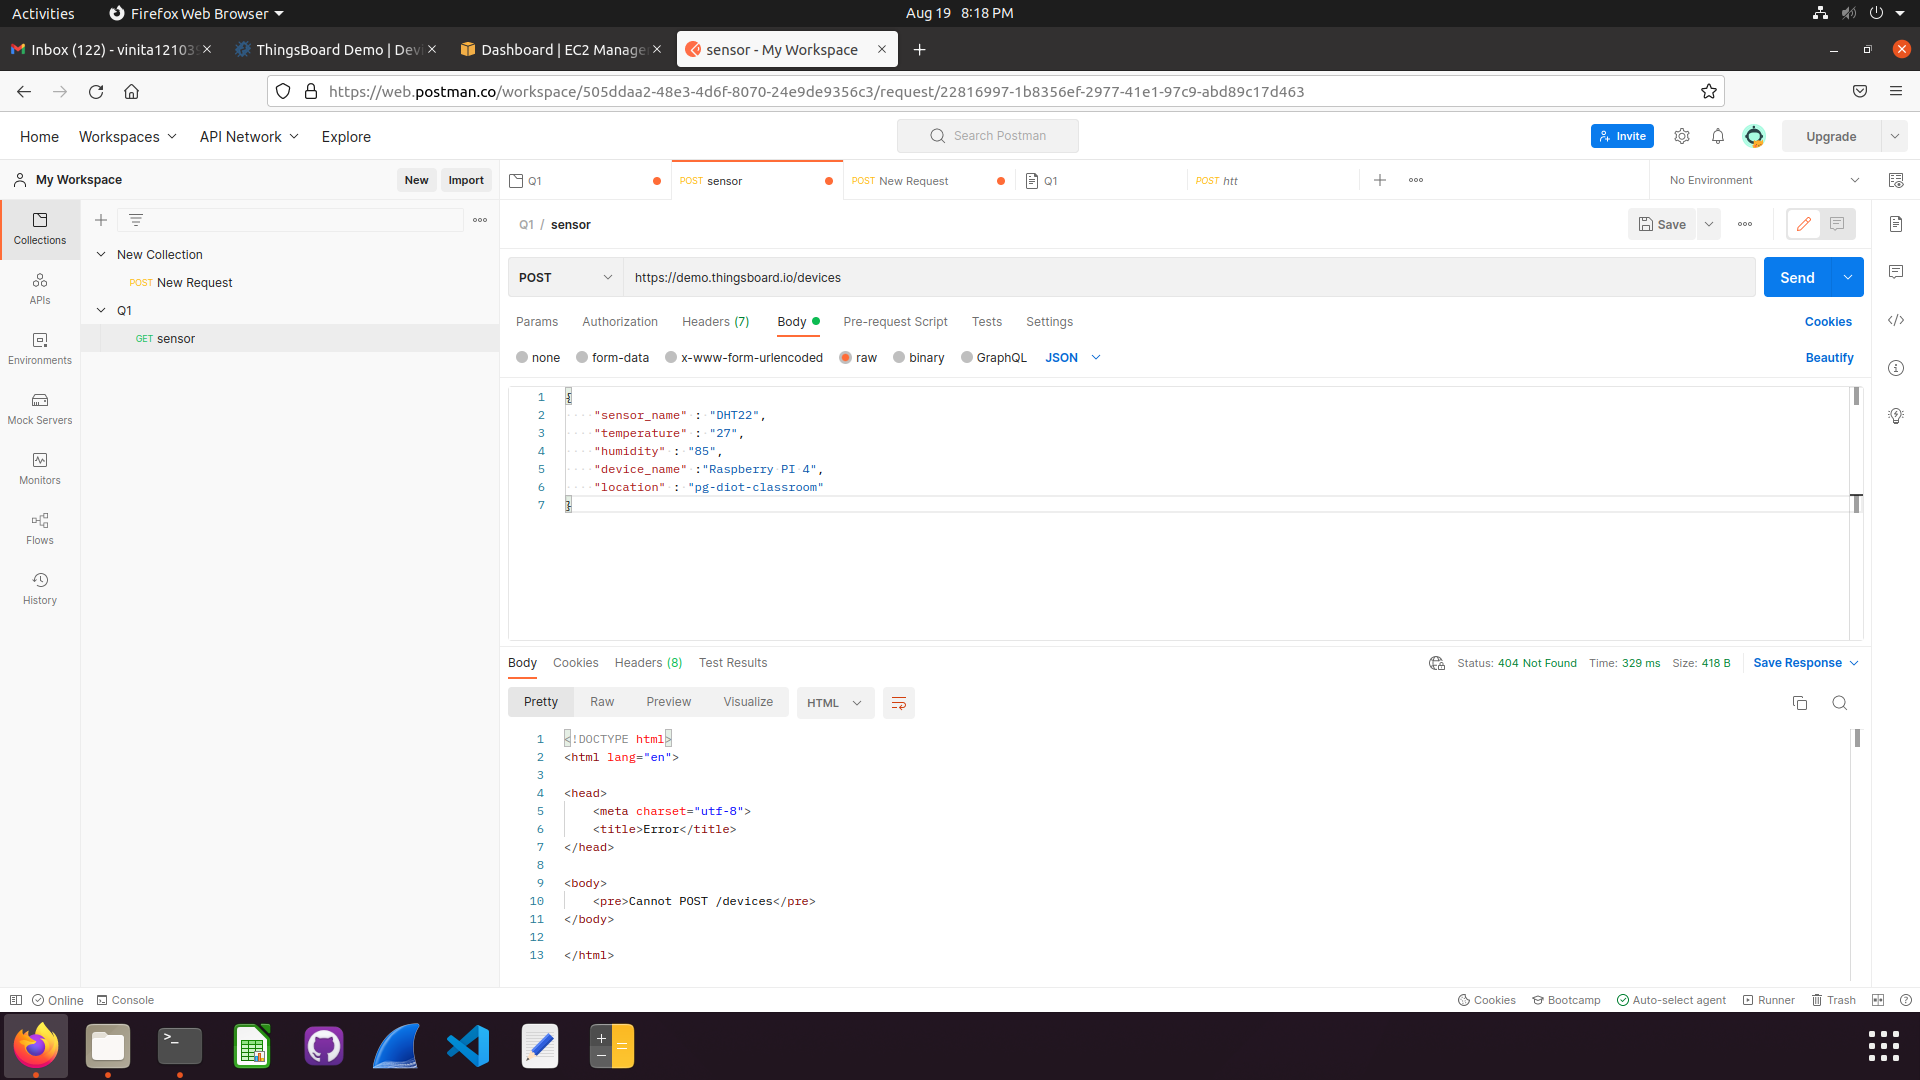 Activities
Firefox Web Browser
Aug 19 8:18 PM
Inbox (122) - vinita12103
ThingsBoard Demo | Devi
Dashboard | EC2 Manage
sensor - My Workspace
https://web.postman.co/workspace/505ddaa2-48e3-4d6f-8070-24e9de9356c3/request/22816997-1b8356ef-2977-41e1-97c9-abd89c17d463
Home
Workspaces
API Network
Explore
Search Postman
Invite
Upgrade
My Workspace
New
Import
Q1
POST sensor
POST New Request
Q1
POST htt
No Environment
Collections
APIs
Environments
Mock Servers
Monitors
Flows
History
New Collection
POST New Request
Q1
GET sensor
Q1 / sensor
Save
POST
https://demo.thingsboard.io/devices
Send
Params
Authorization
Headers (7)
Body
Pre-request Script
Tests
Settings
Cookies
none
form-data
x-www-form-urlencoded
raw
binary
GraphQL
JSON
Beautify
1 {
2 "sensor_name" : "DHT22",
3 "temperature" : "27",
4 "humidity" : "85",
5 "device_name" :"Raspberry PI 4",
6 "location" : "pg-diot-classroom"
7 }
Body
Cookies
Headers (8)
Test Results
Status: 404 Not Found
Time: 329 ms
Size: 418 B
Save Response
Pretty
Raw
Preview
Visualize
HTML
1 <!DOCTYPE html>
2 <html lang="en">
3
4 <head>
5 <meta charset="utf-8">
6 <title>Error</title>
7 </head>
8
9 <body>
10 <pre>Cannot POST /devices</pre>
11 </body>
12
13 </html>
Online
Console
Cookies
Bootcamp
Auto-select agent
Runner
Trash